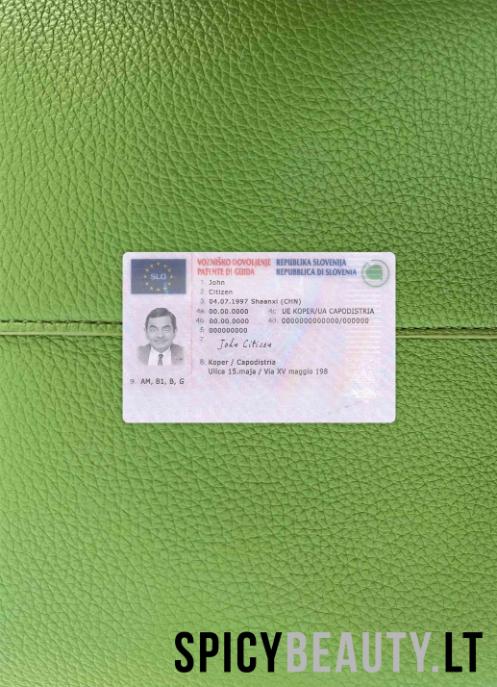 VOZNIŠKO DOVOLJENJE REPUBLIKA SLOVENIJA
PATENTE DI GUIDA REPUBBLICA DI SLOVENIA
SLO
1. John
2. Citizen
3. 04.07.1997 Shaanxi (CHN)
4a. 00.00.0000 4c. UE KOPER/UA CAPODISTRIA
4b. 00.00.0000 4d. 0000000000000/000000
5. 000000000
7. John Citizen
8. Koper / Capodistria
Ulica 15.maja / Via XV maggio 19B
9. AM, B1, B, G
SPICYBEAUTY.LT